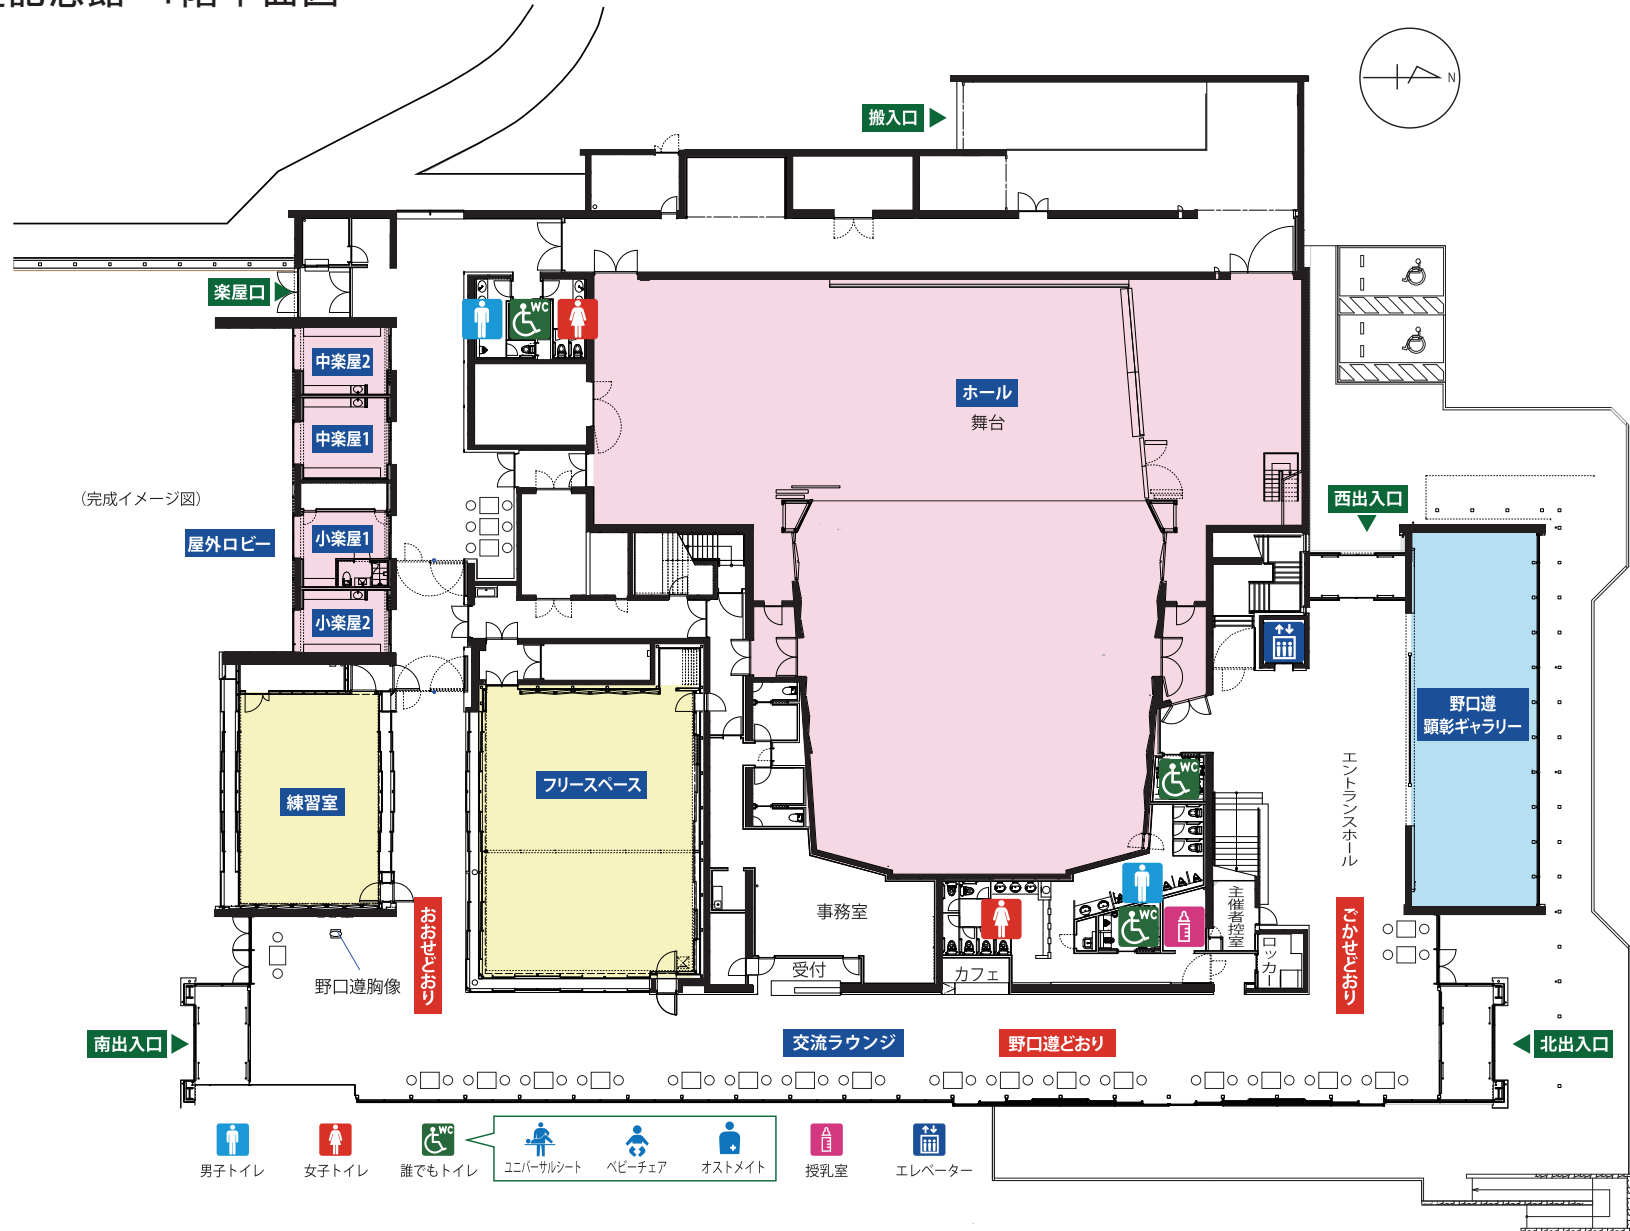 1階平面図
N
搬入口
楽屋口
WC
中楽屋2
中楽屋1
ホール
舞台
(完成イメージ図)
西出入口
屋外ロビー
小楽屋1
小楽屋2
野口遵
顕彰ギャラリー
エントランスホール
WC
フリースペース
練習室
主催者控室
事務室
WC
おおせどおり
ごかせどおり
ロッカー
受付
カフェ
野口遵胸像
南出入口
交流ラウンジ
野口遵どおり
北出入口
WC
男子トイレ
女子トイレ
誰でもトイレ
ユニバーサルシート
ベビーチェア
オストメイト
授乳室
エレベーター